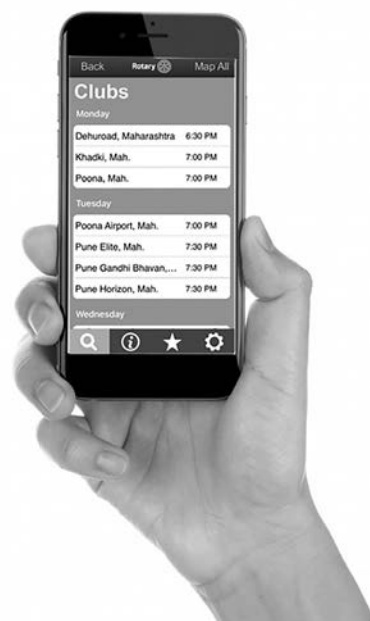 Back Rotary Map All
Clubs
Monday
Dehuroad, Maharashtra 6:30 PM
Khadki, Mah. 7:00 PM
Poona, Mah. 7:00 PM
Tuesday
Poona Airport, Mah. 7:00 PM
Pune Elite, Mah. 7:30 PM
Pune Gandhi Bhavan,... 7:30 PM
Pune Horizon, Mah. 7:30 PM
Wednesday